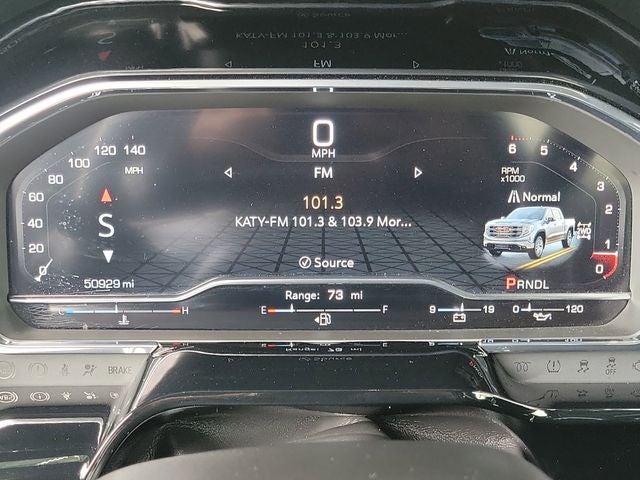 0
MPH
FM
101.3
KATY-FM 101.3 & 103.9 Mor...
Source
0 20 40 60 80 100 120 140
MPH
S
50929 mi
6 5 4 3 2 1 0
RPM
x1000
Normal
2WD
PRNDL
C H
Range: 73 mi
E F
9 19
0 120
BRAKE
OFF